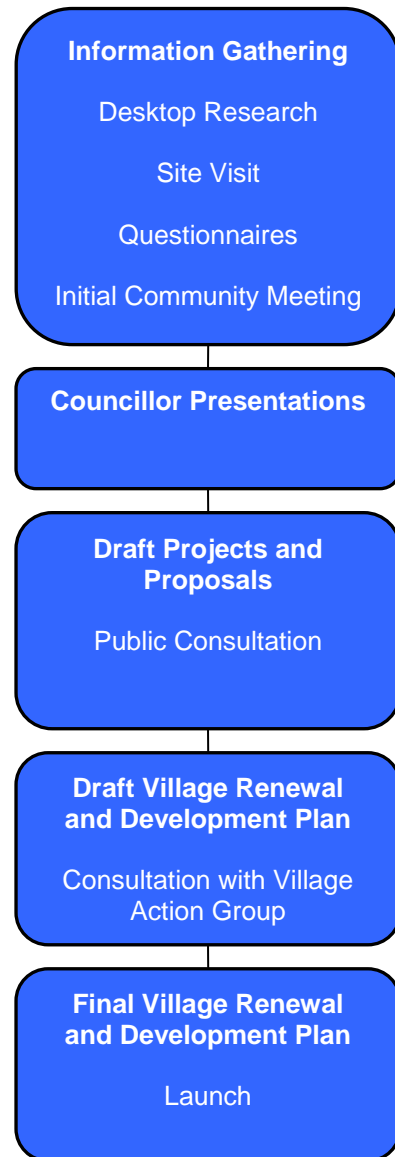 Information Gathering
Desktop Research
Site Visit
Questionnaires
Initial Community Meeting
Councillor Presentations
Draft Projects and
Proposals
Public Consultation
Draft Village Renewal
and Development Plan
Consultation with Village
Action Group
Final Village Renewal
and Development Plan
Launch